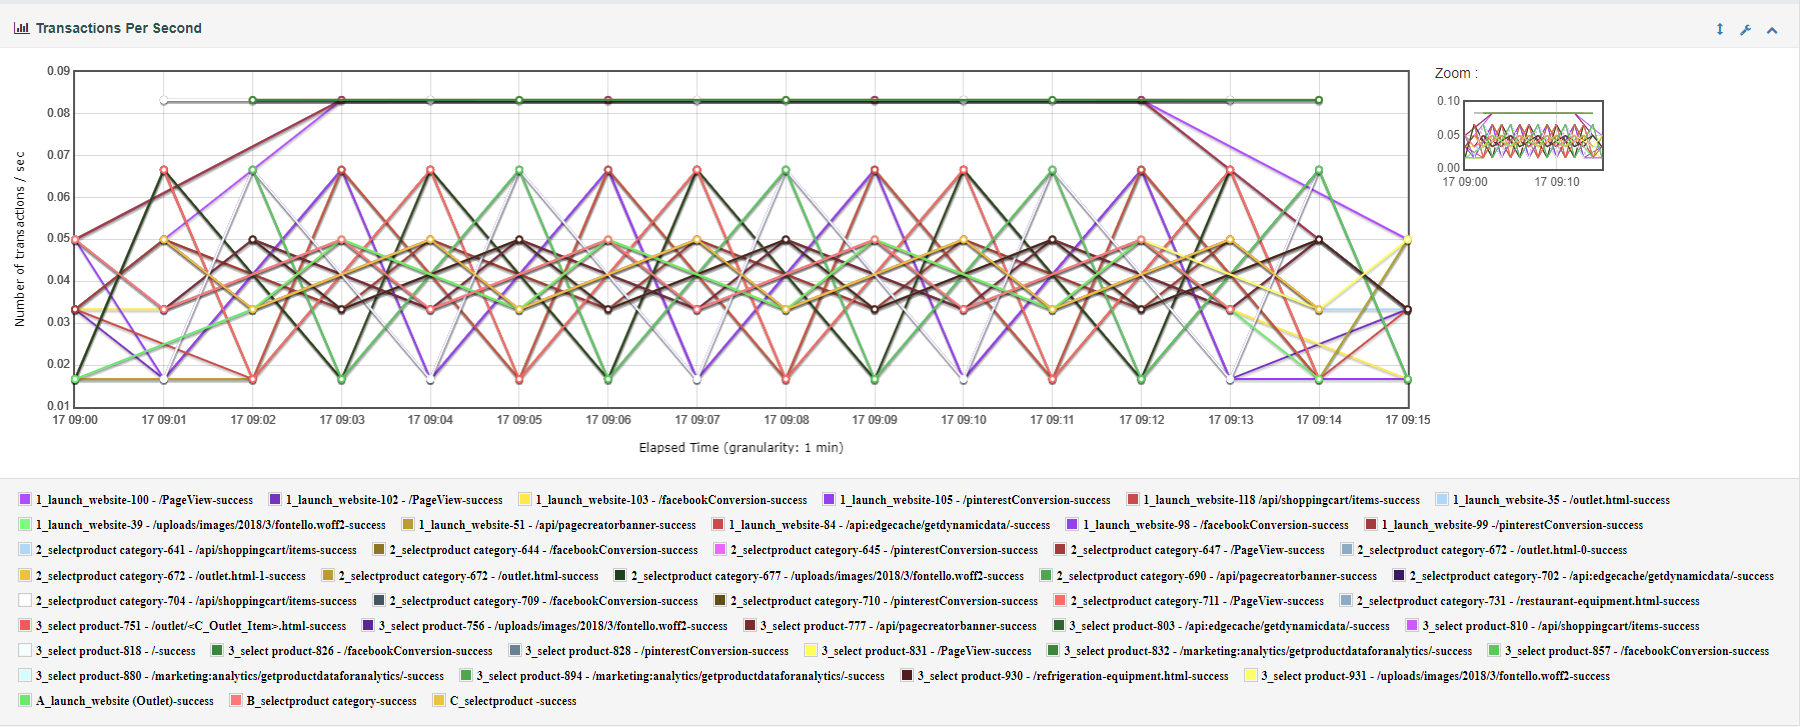 Transactions Per Second
Number of transactions / sec
0.09
0.08
0.07
0.06
0.05
0.04
0.03
0.02
0.01
17 09:00 17 09:01 17 09:02 17 09:03 17 09:04 17 09:05 17 09:06 17 09:07 17 09:08 17 09:09 17 09:10 17 09:11 17 09:12 17 09:13 17 09:14 17 09:15
Elapsed Time (granularity: 1 min)
Zoom :
0.10
0.05
0.00
17 09:00 17 09:10
1_launch_website-100 - /PageView-success 1_launch_website-102 - /PageView-success 1_launch_website-103 - /facebookConversion-success 1_launch_website-105 - /pinterestConversion-success 1_launch_website-118 /api/shoppingcart/items-success 1_launch_website-35 - /outlet.html-success
1_launch_website-39 - /uploads/images/2018/3/fontello.woff2-success 1_launch_website-51 - /api/pagecreatorbanner-success 1_launch_website-84 - /api:edgecache/getdynamicdata/-success 1_launch_website-98 - /facebookConversion-success 1_launch_website-99 -/pinterestConversion-success
2_selectproduct category-641 - /api/shoppingcart/items-success 2_selectproduct category-644 - /facebookConversion-success 2_selectproduct category-645 - /pinterestConversion-success 2_selectproduct category-647 - /PageView-success 2_selectproduct category-672 - /outlet.html-0-success
2_selectproduct category-672 - /outlet.html-1-success 2_selectproduct category-672 - /outlet.html-success 2_selectproduct category-677 - /uploads/images/2018/3/fontello.woff2-success 2_selectproduct category-690 - /api/pagecreatorbanner-success 2_selectproduct category-702 - /api:edgecache/getdynamicdata/-success
2_selectproduct category-704 - /api/shoppingcart/items-success 2_selectproduct category-709 - /facebookConversion-success 2_selectproduct category-710 - /pinterestConversion-success 2_selectproduct category-711 - /PageView-success 2_selectproduct category-731 - /restaurant-equipment.html-success
3_select product-751 - /outlet/<C_Outlet_Item>.html-success 3_select product-756 - /uploads/images/2018/3/fontello.woff2-success 3_select product-777 - /api/pagecreatorbanner-success 3_select product-803 - /api:edgecache/getdynamicdata/-success 3_select product-810 - /api/shoppingcart/items-success
3_select product-818 - /-success 3_select product-826 - /facebookConversion-success 3_select product-828 - /pinterestConversion-success 3_select product-831 - /PageView-success 3_select product-832 - /marketing:analytics/getproductdataforanalytics/-success 3_select product-857 - /facebookConversion-success
3_select product-880 - /marketing:analytics/getproductdataforanalytics/-success 3_select product-894 - /marketing:analytics/getproductdataforanalytics/-success 3_select product-930 - /refrigeration-equipment.html-success 3_select product-931 - /uploads/images/2018/3/fontello.woff2-success
A_launch_website (Outlet)-success B_selectproduct category-success C_selectproduct -success